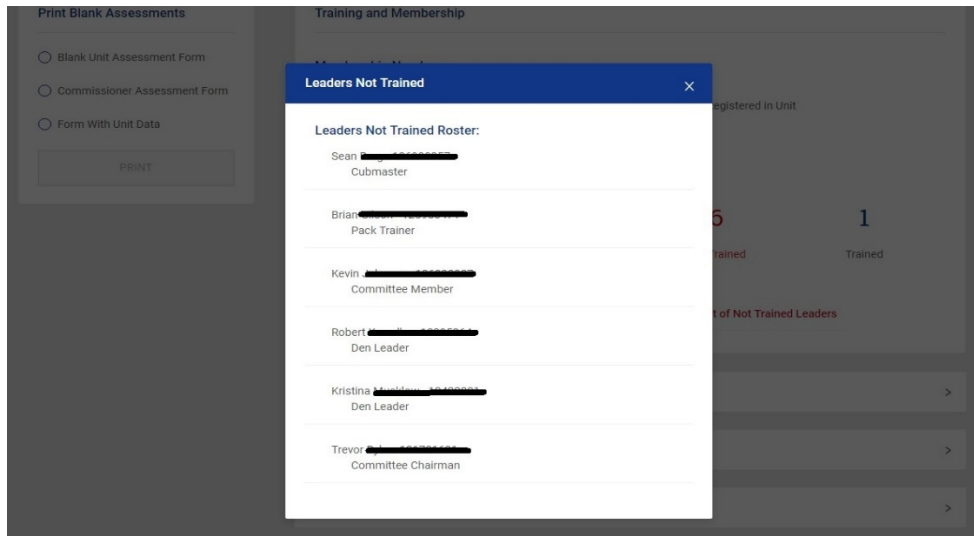 Print Blank Assessments
Blank Unit Assessment Form
Commissioner Assessment Form
Form With Unit Data
PRINT
Training and Membership
egistered in Unit
6
1
rained
Trained
t of Not Trained Leaders
>
>
>
Leaders Not Trained
×
Leaders Not Trained Roster:
Sean
Cubmaster
Brian
Pack Trainer
Kevin
Committee Member
Robert
Den Leader
Kristina
Den Leader
Trevor
Committee Chairman